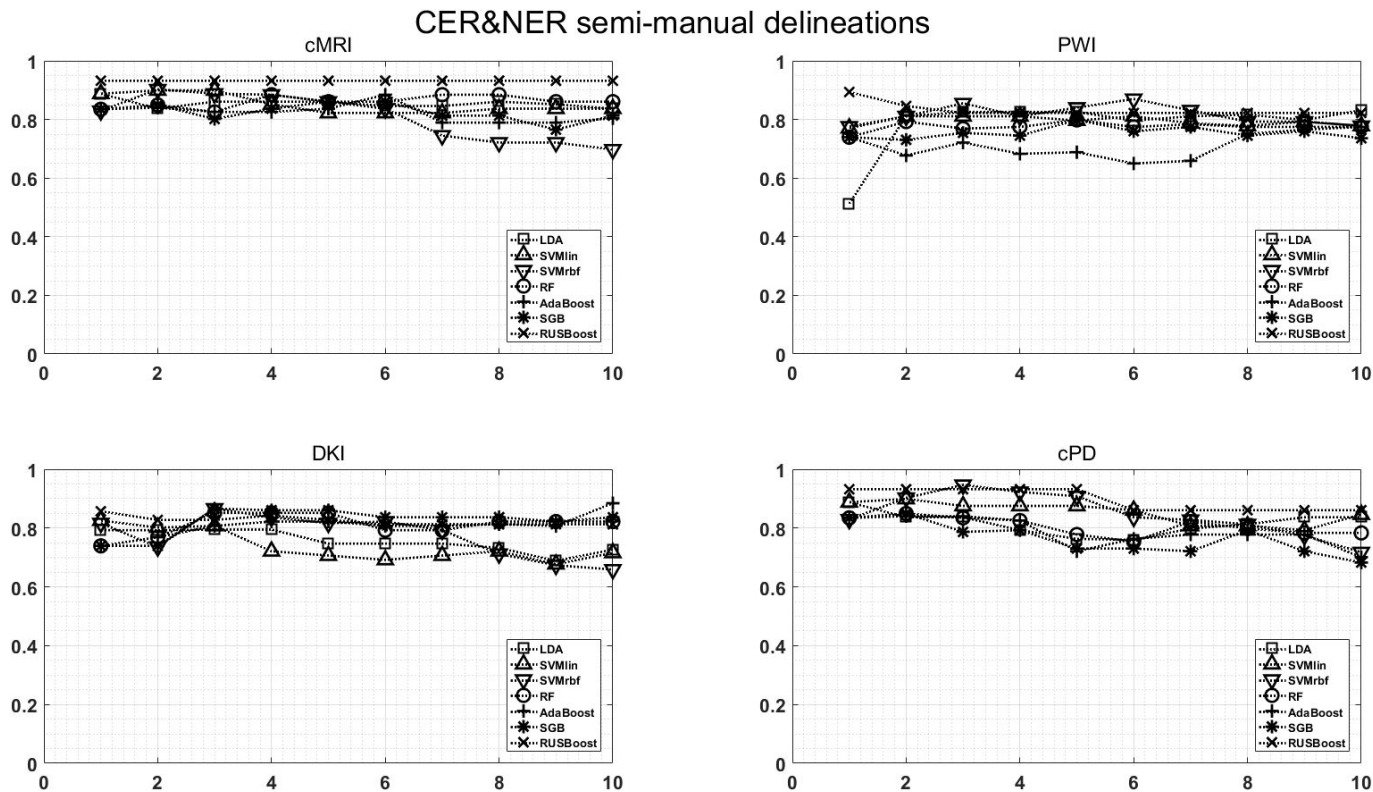 CER&NER semi-manual delineations
cMRI
1
0.8
0.6
0.4
0.2
0
0 2 4 6 8 10
LDA
SVMlin
SVMrbf
RF
AdaBoost
SGB
RUSBoost
PWI
1
0.8
0.6
0.4
0.2
0
0 2 4 6 8 10
LDA
SVMlin
SVMrbf
RF
AdaBoost
SGB
RUSBoost
DKI
1
0.8
0.6
0.4
0.2
0
0 2 4 6 8 10
LDA
SVMlin
SVMrbf
RF
AdaBoost
SGB
RUSBoost
cPD
1
0.8
0.6
0.4
0.2
0
0 2 4 6 8 10
LDA
SVMlin
SVMrbf
RF
AdaBoost
SGB
RUSBoost